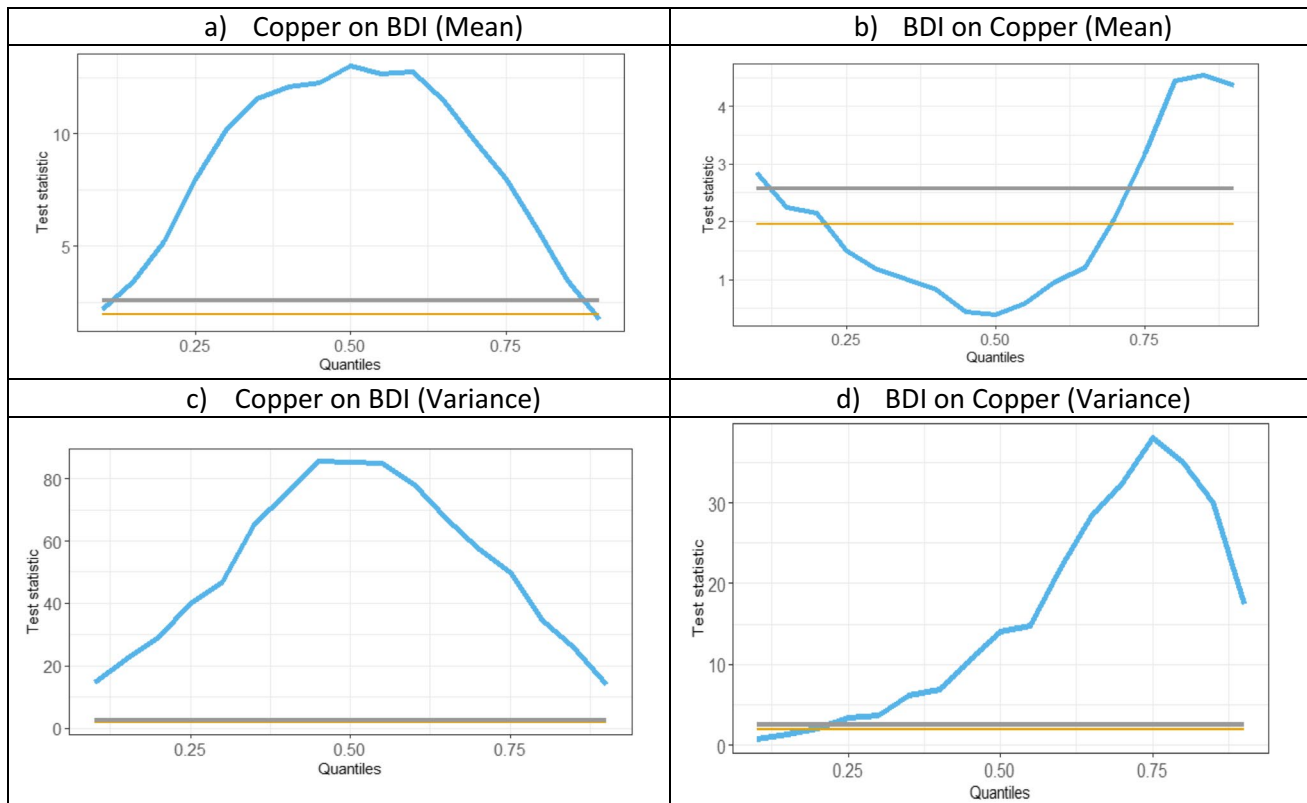 a) Copper on BDI (Mean)
b) BDI on Copper (Mean)
Test statistic
10
5
0.25 0.50 0.75
Quantiles
Test statistic
4
3
2
1
0.25 0.50 0.75
Quantiles
c) Copper on BDI (Variance)
d) BDI on Copper (Variance)
Test statistic
80
60
40
20
0
0.25 0.50 0.75
Quantiles
Test statistic
30
20
10
0
0.25 0.50 0.75
Quantiles